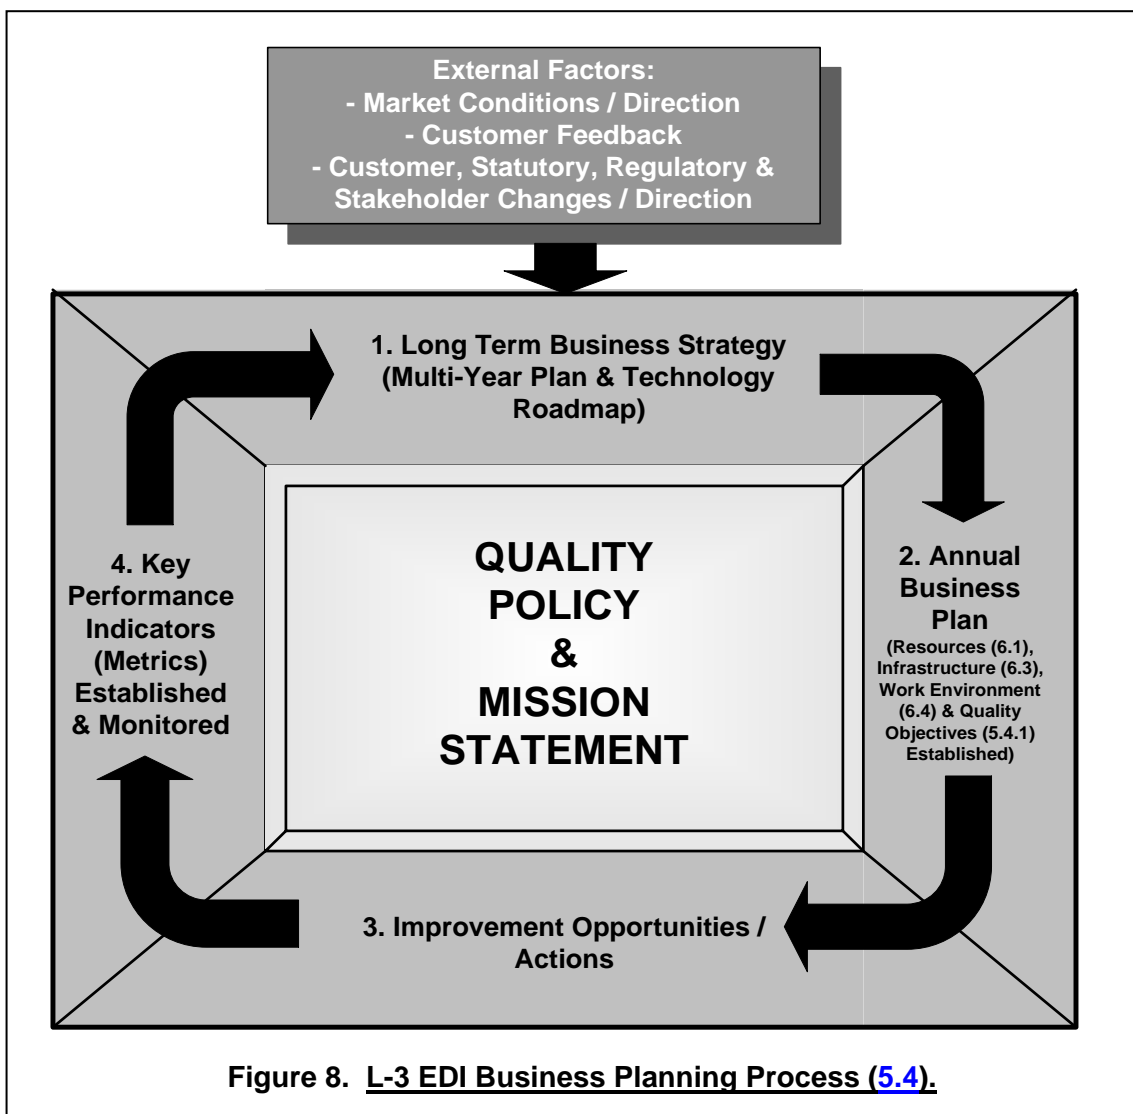 External Factors:
- Market Conditions / Direction
- Customer Feedback
- Customer, Statutory, Regulatory &
Stakeholder Changes / Direction
1. Long Term Business Strategy
(Multi-Year Plan & Technology
Roadmap)
2. Annual
Business
Plan
(Resources (6.1),
Infrastructure (6.3),
Work Environment
(6.4) & Quality
Objectives (5.4.1)
Established)
3. Improvement Opportunities /
Actions
4. Key
Performance
Indicators
(Metrics)
Established
& Monitored
QUALITY
POLICY
&
MISSION
STATEMENT
Figure 8. L-3 EDI Business Planning Process (5.4).